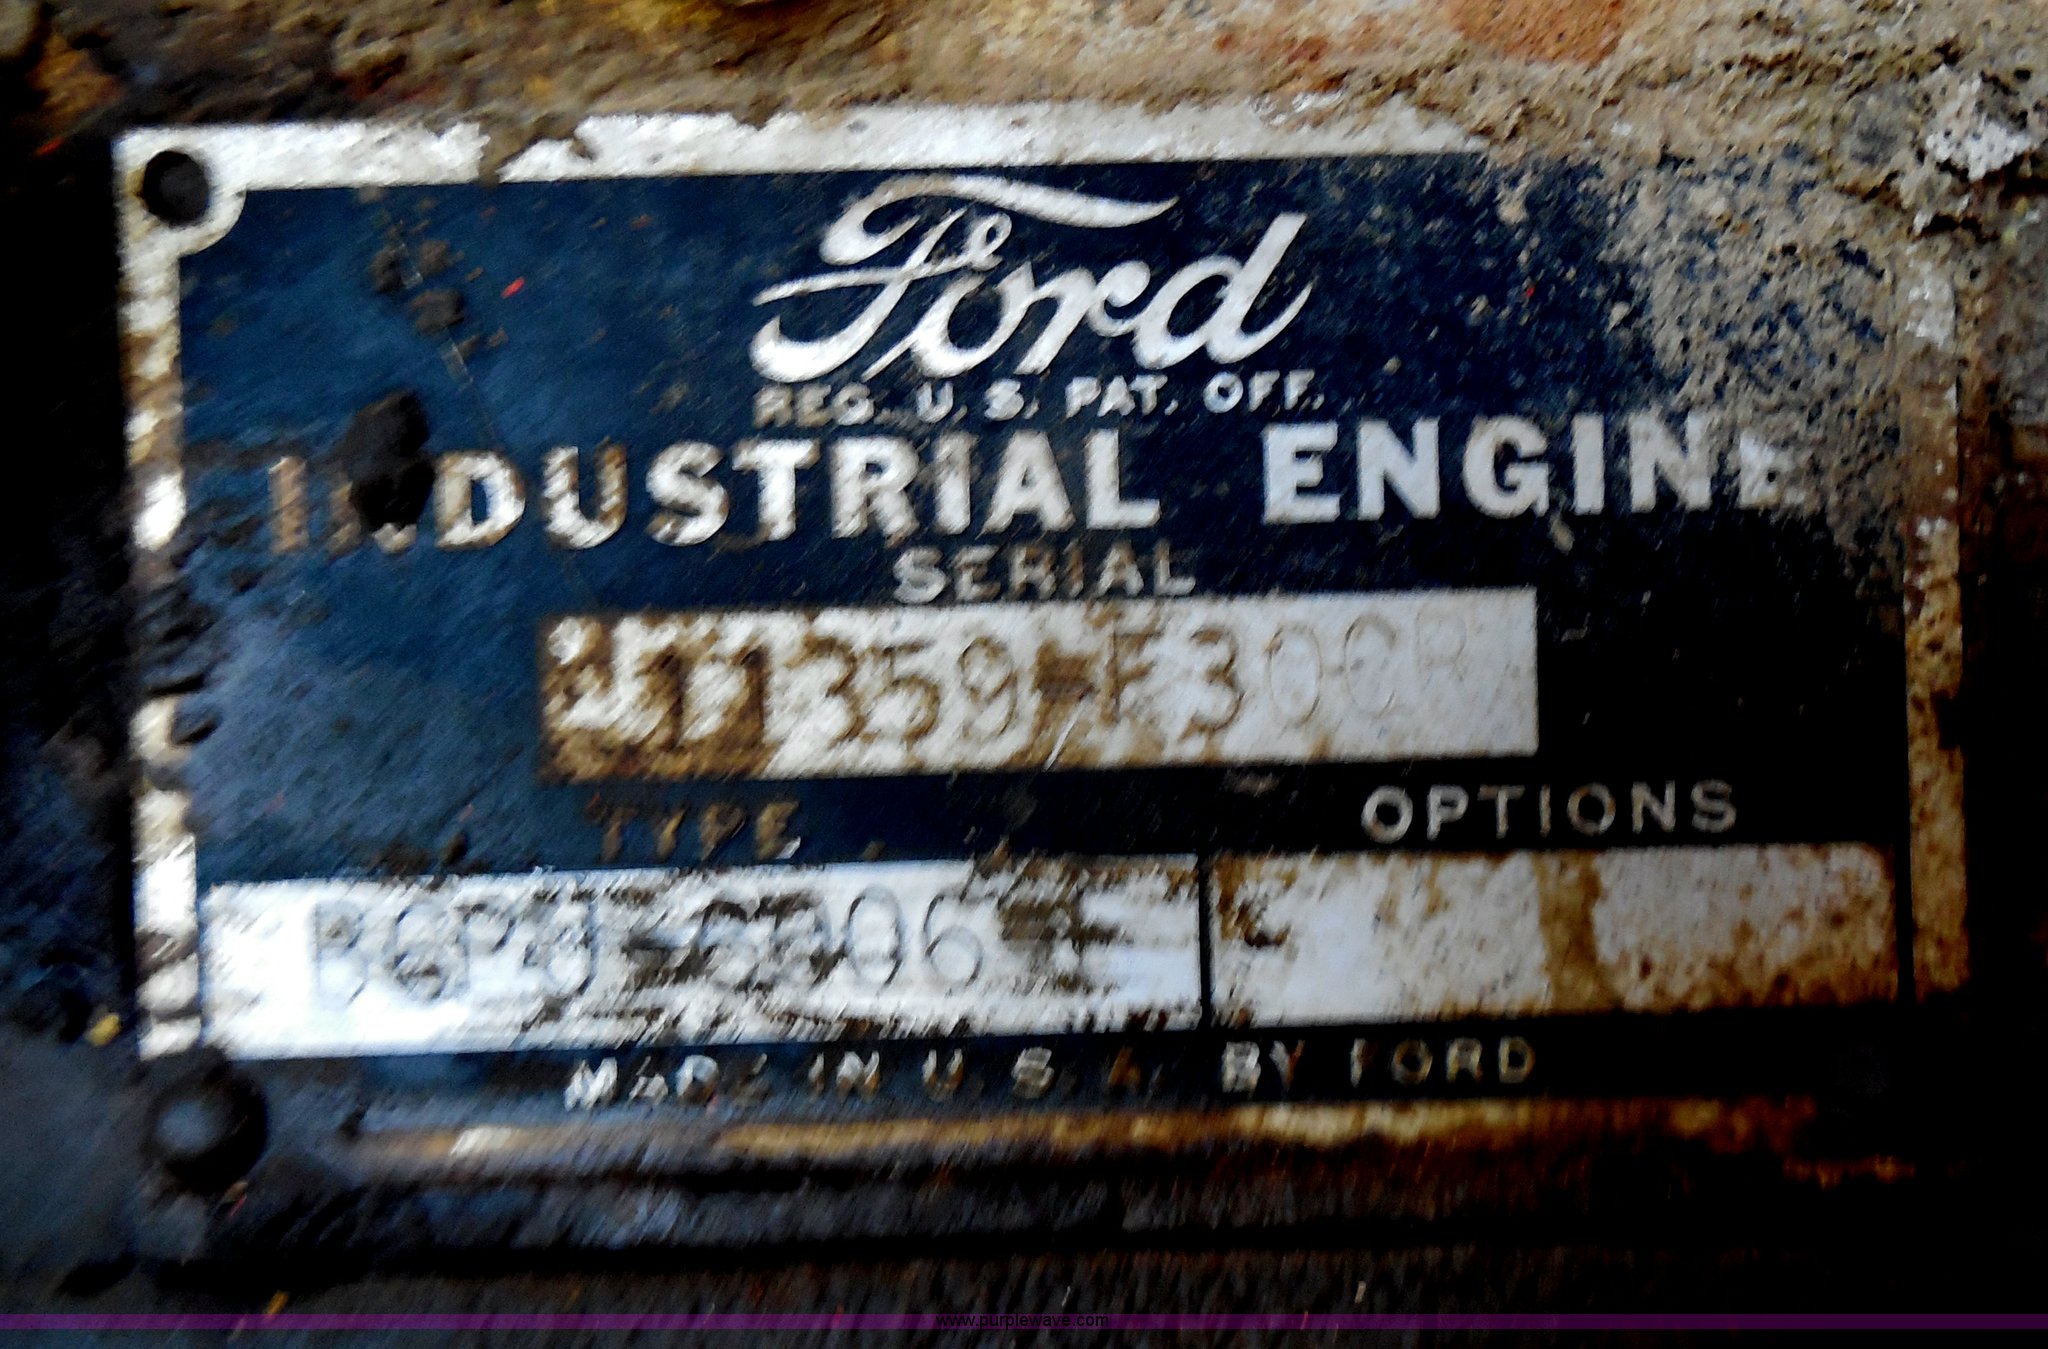 Ford
REG. U. S. PAT. OFF.
INDUSTRIAL ENGINE
SERIAL
TYPE
OPTIONS
MADE IN U. S. A. BY FORD
www.purplewave.com